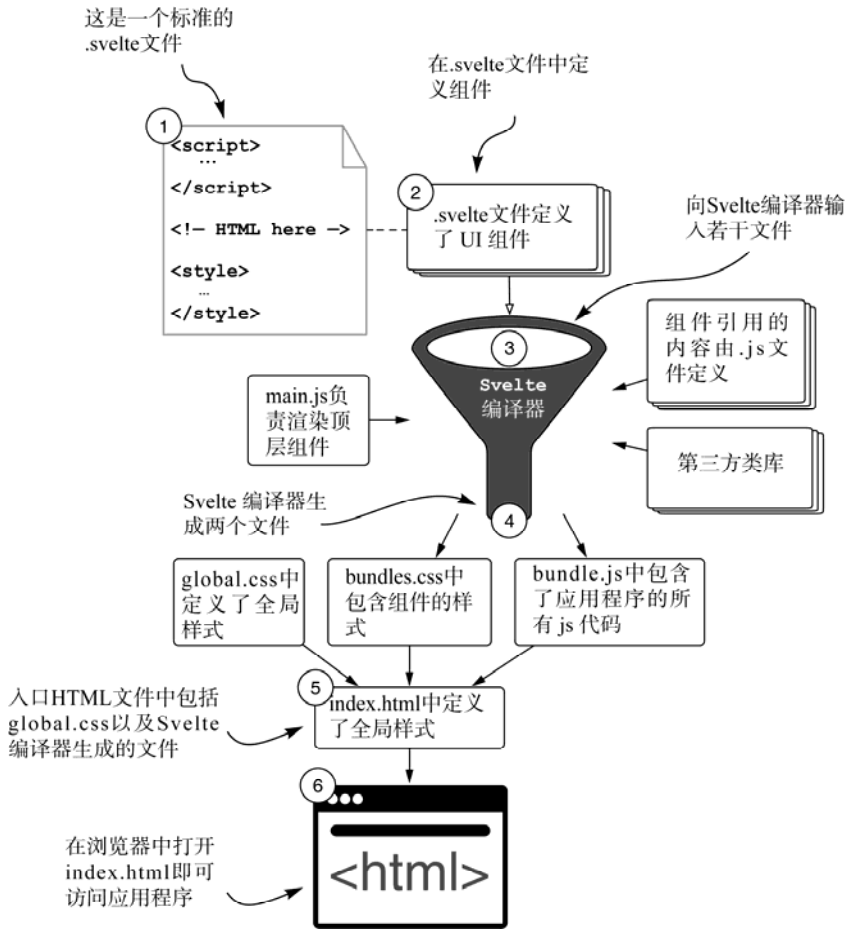 这是一个标准的
.svelte文件
在.svelte文件中定
义组件
1
<script>
...
</script>
<!— HTML here —>
<style>
...
</style>
2
.svelte文件定义
了 UI 组件
向Svelte编译器输
入若干文件
3
Svelte
编译器
组件引用的
内容由.js文
件定义
main.js负
责渲染顶
层组件
第三方类库
Svelte 编译器生
成两个文件
4
global.css中
定义了全局
样式
bundles.css中
包含组件的样
式
bundle.js中包含
了应用程序的所
有 js 代码
5
index.html中定义
了全局样式
入口HTML文件中包括
global.css以及Svelte
编译器生成的文件
6
<html>
在浏览器中打开
index.html即可
访问应用程序